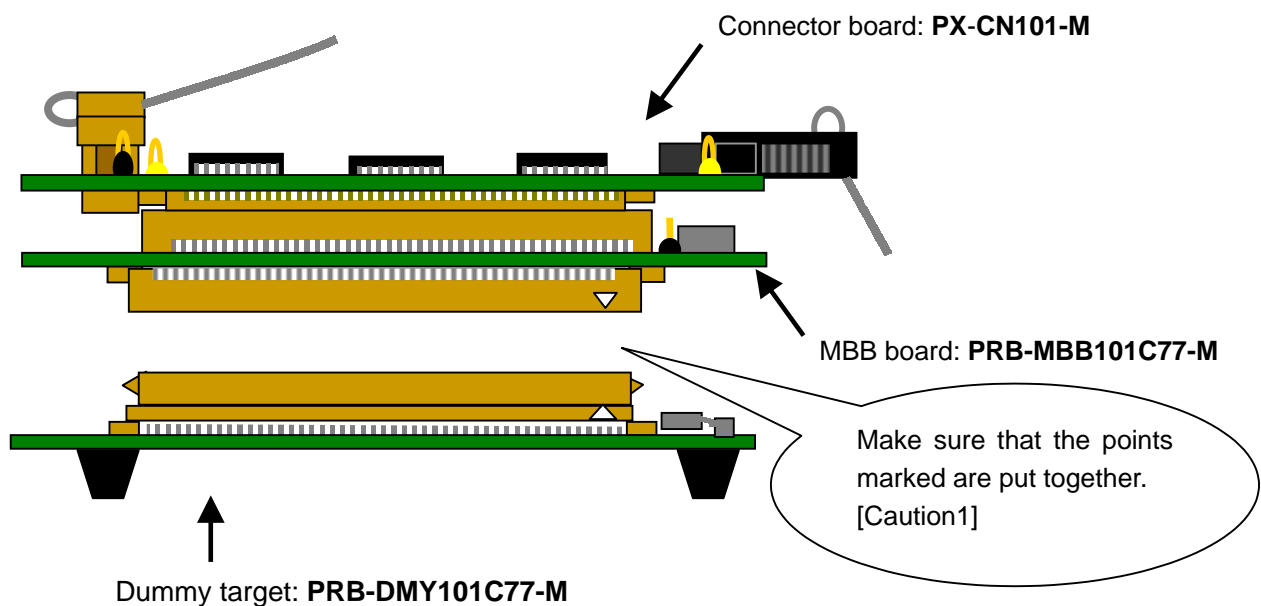 Connector board: PX-CN101-M
MBB board: PRB-MBB101C77-M
Make sure that the points
marked are put together.
[Caution1]
Dummy target: PRB-DMY101C77-M